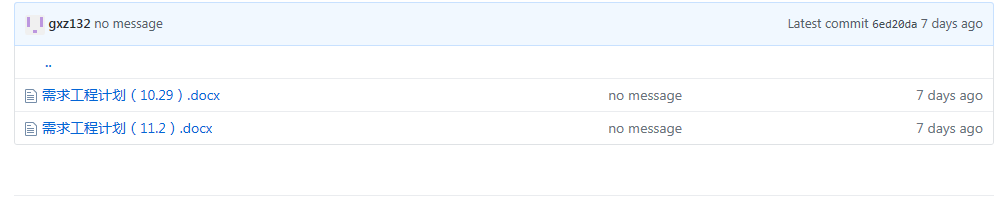 gxz132 no message Latest commit 6ed20da 7 days ago
..
需求工程计划（10.29）.docx no message 7 days ago
需求工程计划（11.2）.docx no message 7 days ago